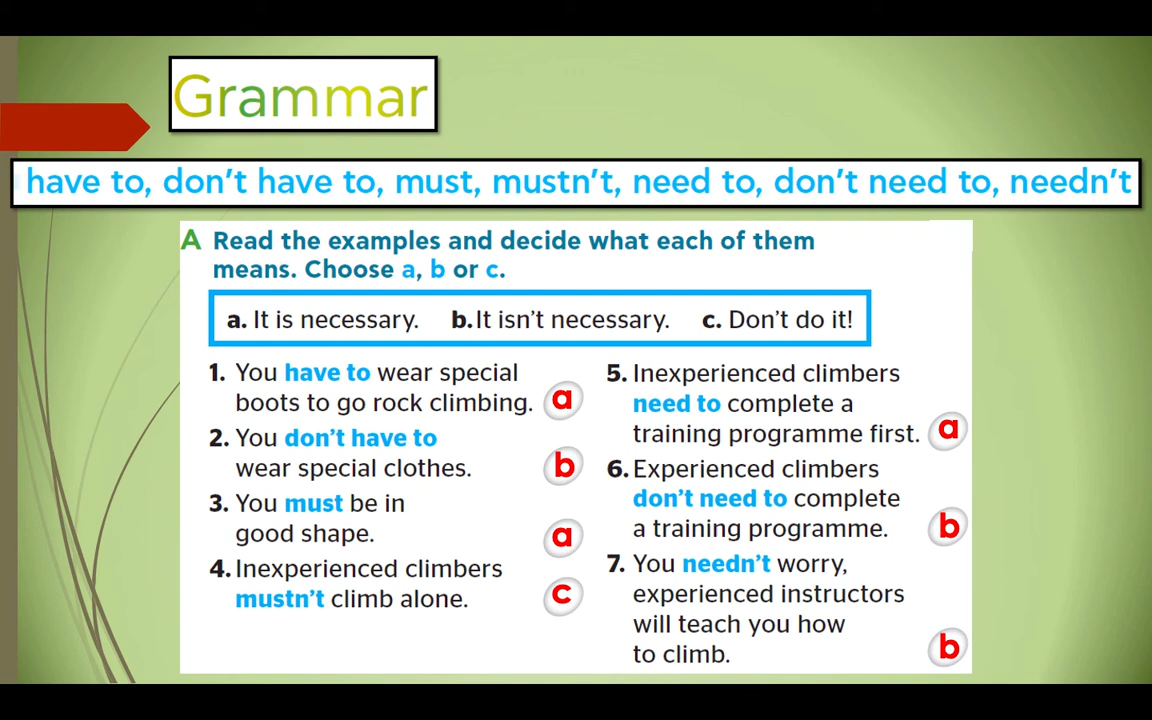 Grammar
have to, don't have to, must, mustn't, need to, don't need to, needn't
A Read the examples and decide what each of them
means. Choose a, b or c.
a. It is necessary. b.It isn't necessary. c. Don't do it!
1. You have to wear special
boots to go rock climbing. a
2. You don't have to
wear special clothes. b
3. You must be in
good shape. a
4.Inexperienced climbers
mustn't climb alone. c
5. Inexperienced climbers
need to complete a
training programme first. a
6. Experienced climbers
don't need to complete
a training programme. b
7. You needn't worry,
experienced instructors
will teach you how
to climb. b